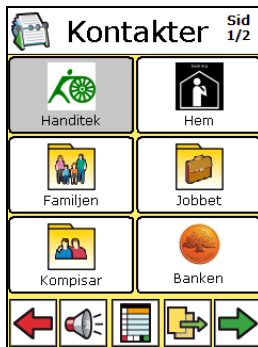 Kontakter
Sid
1/2
Handitek
Hem
Familjen
Jobbet
Kompisar
Banken